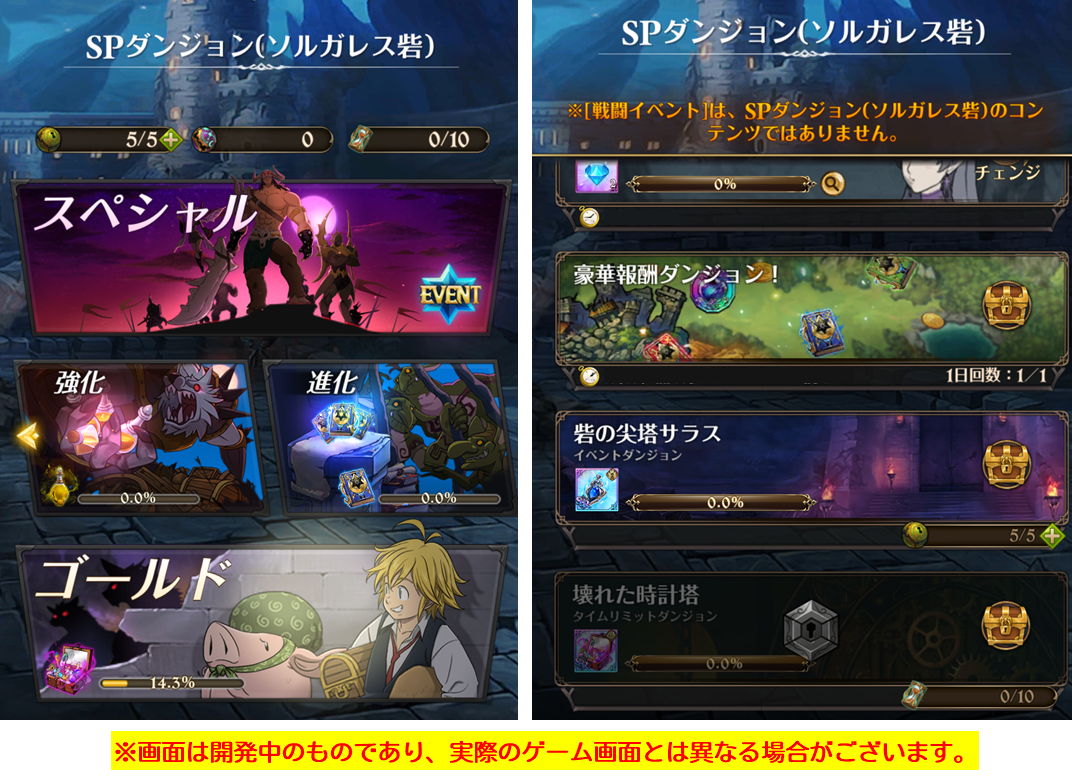 SPダンジョン(ソルガレス砦)
5/5
0
0/10
スペシャル
EVENT
強化
進化
0.0%
0.0%
ゴールド
14.3%
SPダンジョン(ソルガレス砦)
※[戦闘イベント]は、SPダンジョン(ソルガレス砦)のコン
テンツではありません。
チェンジ
0%
豪華報酬ダンジョン！
1日回数：1/1
砦の尖塔サラス
イベントダンジョン
0.0%
5/5
壊れた時計塔
タイムリミットダンジョン
0.0%
0/10
※画面は開発中のものであり、実際のゲーム画面とは異なる場合がございます。